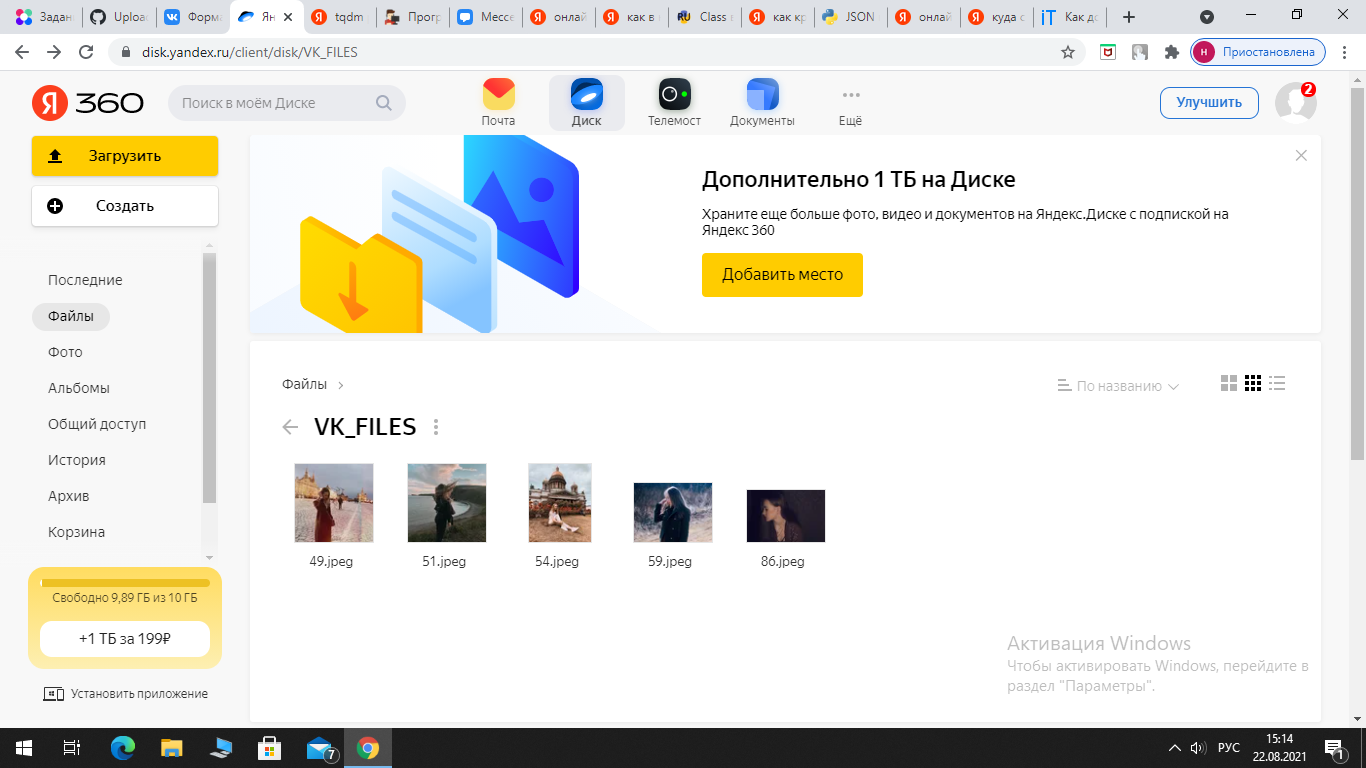 Задан
Uploa
Форма
Ян
tqdm
Прогр
Мессе
онлай
как в
Class
как кр
JSON
онлай
куда с
Как до
disk.yandex.ru/client/disk/VK_FILES
Н
Приостановлена
Я 360
Поиск в моём Диске
Почта
Диск
Телемост
Документы
Ещё
Улучшить
2
Загрузить
Создать
Последние
Файлы
Фото
Альбомы
Общий доступ
История
Архив
Корзина
Свободно 9,89 ГБ из 10 ГБ
+1 ТБ за 199₽
Установить приложение
Дополнительно 1 ТБ на Диске
Храните еще больше фото, видео и документов на Яндекс.Диске с подпиской на
Яндекс 360
Добавить место
Файлы
По названию
VK_FILES
49.jpeg
51.jpeg
54.jpeg
59.jpeg
86.jpeg
Активация Windows
Чтобы активировать Windows, перейдите в
раздел "Параметры".
7
РУС
15:14
22.08.2021
1